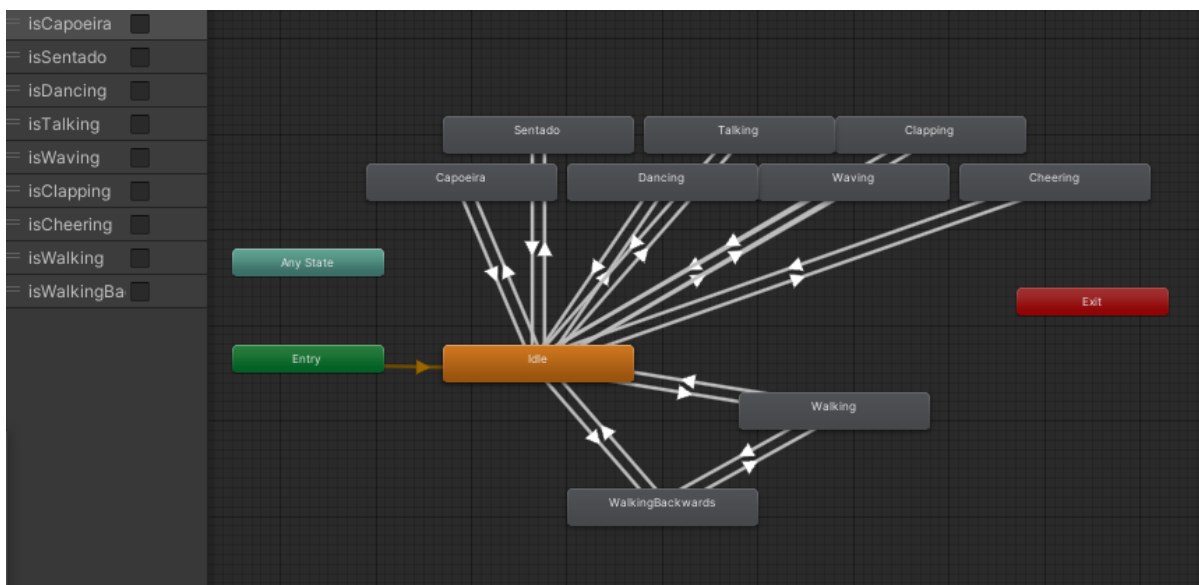 isCapoeira
isSentado
isDancing
isTalking
isWaving
isClapping
isCheering
isWalking
isWalkingBa
Sentado
Talking
Clapping
Capoeira
Dancing
Waving
Cheering
Any State
Exit
Entry
Idle
Walking
WalkingBackwards